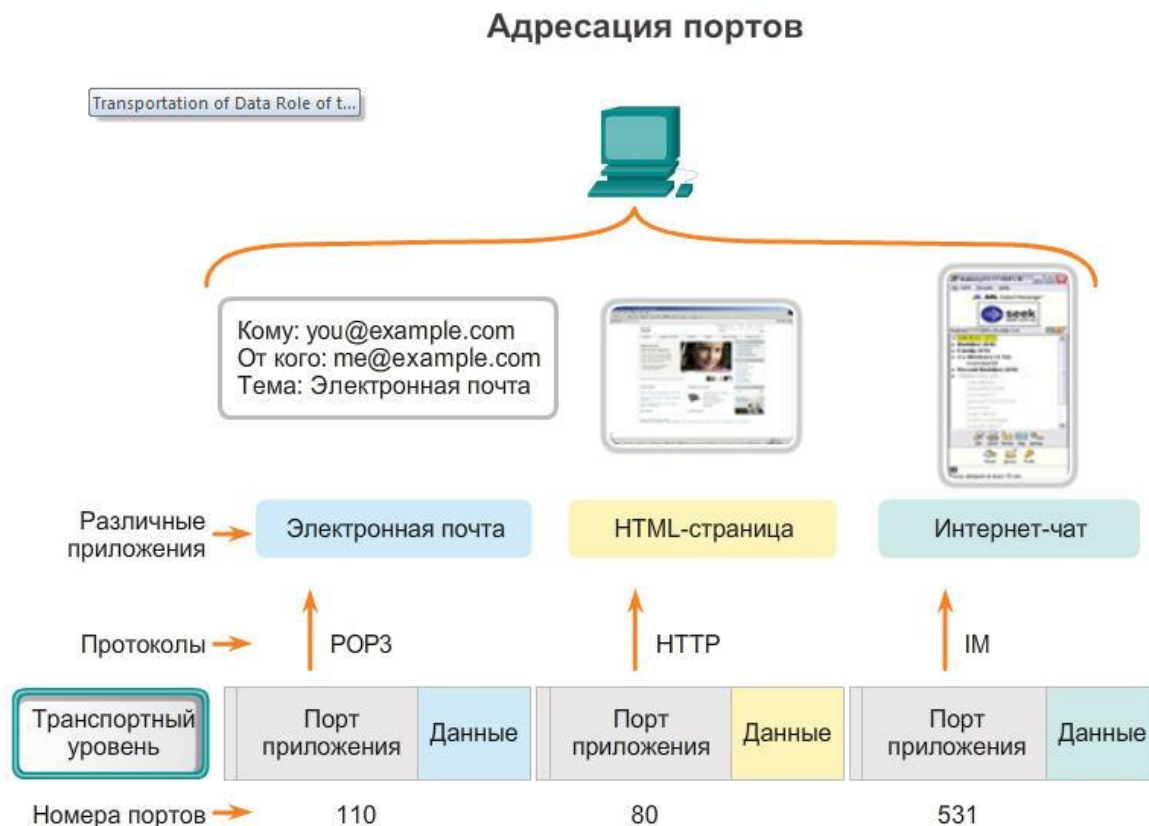 Адресация портов
Transportation of Data Role of t...
Кому: you@example.com
От кого: me@example.com
Тема: Электронная почта
seek
Различные
приложения
Электронная почта
HTML-страница
Интернет-чат
Протоколы
POP3
HTTP
IM
Транспортный
уровень
Порт
приложения
Данные
Порт
приложения
Данные
Порт
приложения
Данные
Номера портов
110
80
531